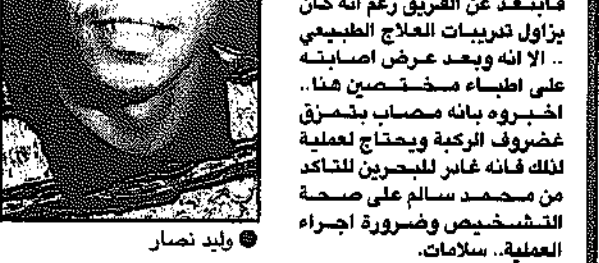 فابتعد عن الفريق رغم انه كان
يزاول تدريبات العلاج الطبيعي
.. الا انه وبعد عرض اصابته
على اطباء مختصين هنا..
اخبروه بانه مصاب بتمزق
غضروف الركبة ويحتاج لعملية
لذلك فانه غادر للبحرين للتاكد
من محمد سالم على صحة
التشخيص وضرورة اجراء
العملية.. سلامات.
وليد نصار